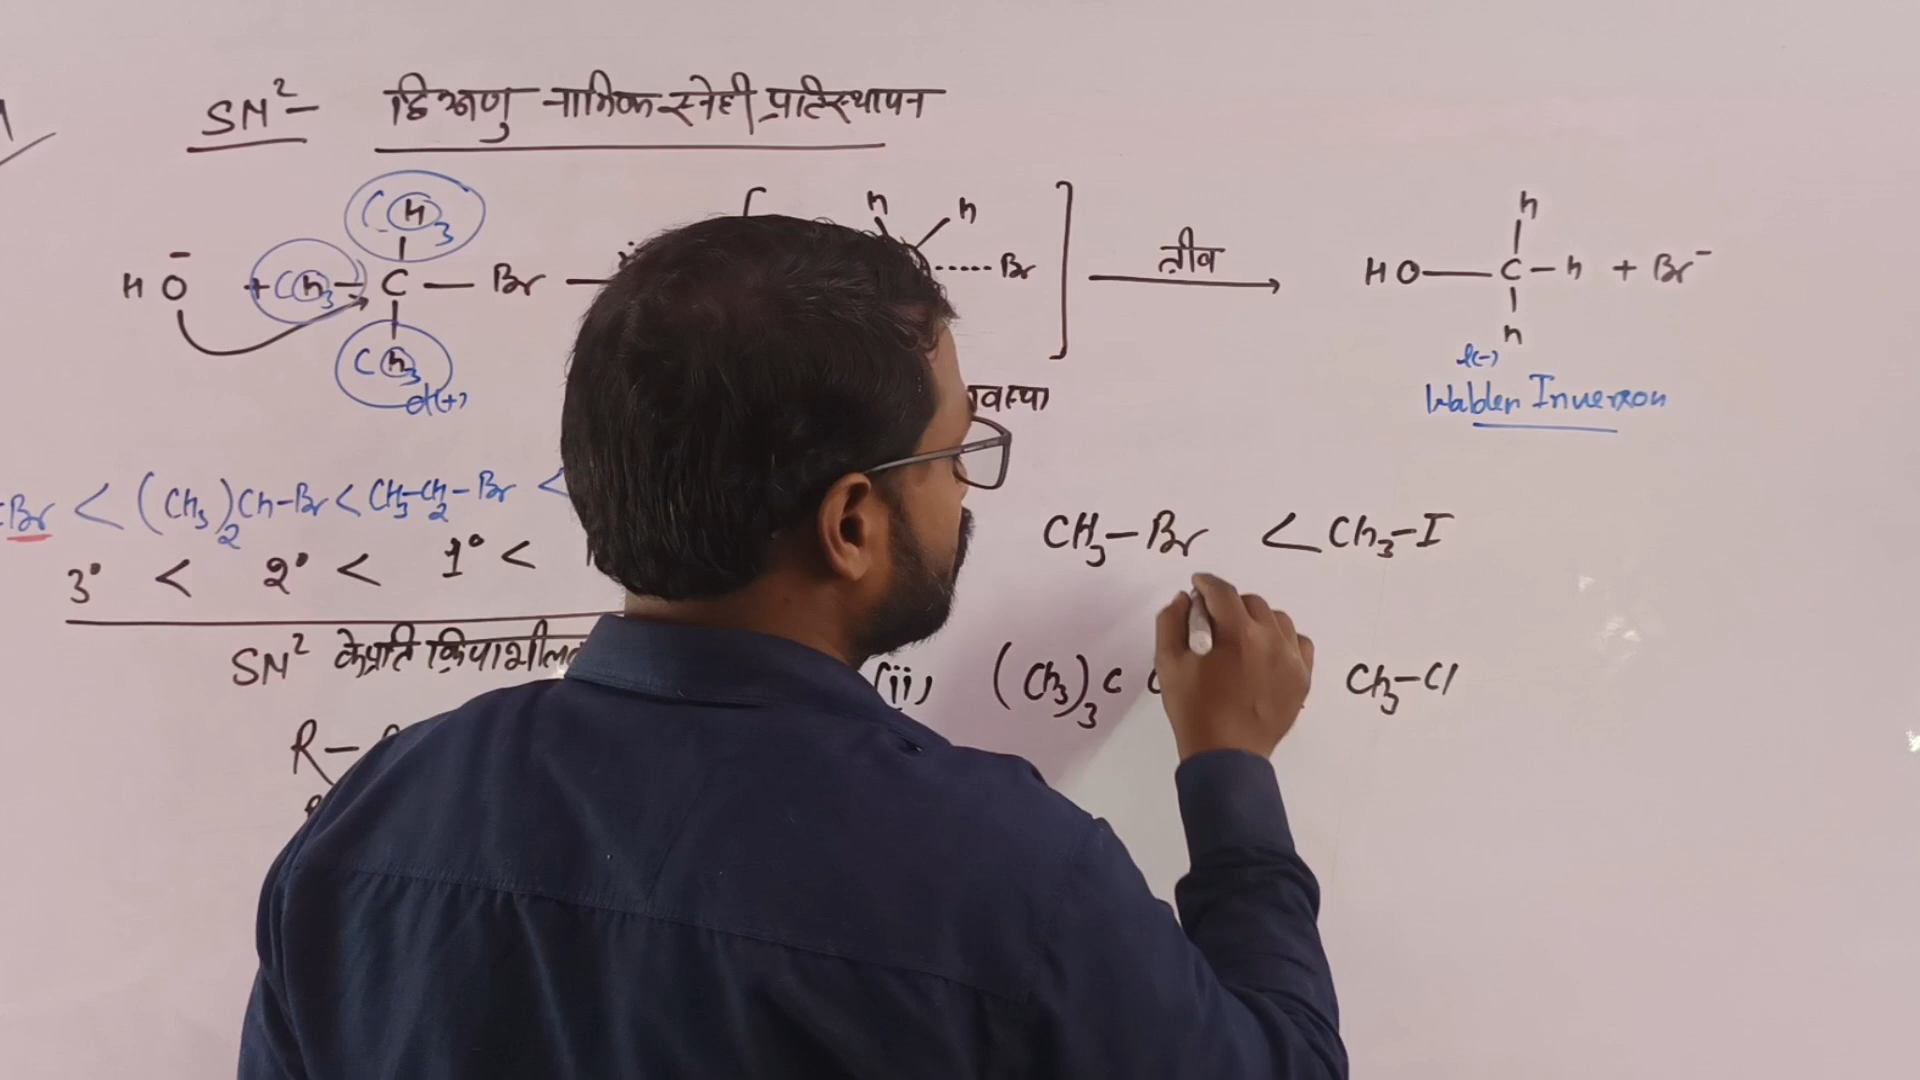 SN²- द्विअणु नाभिकस्नेही प्रतिस्थापन
HO⁻ + CH₃ - C - Br —
CH₃
CH₃
d(+)
H H
Br ]
तीव्र
HO — C - H + Br⁻
H
H
l(-)
Walden Inversion
वस्था
Br < (CH₃)₂CH-Br < CH₃-CH₂-Br <
3° < 2° < 1° <
CH₃-Br < CH₃-I
SN² के प्रति क्रियाशील
(ii) (CH₃)₃C CH₃-Cl
R-